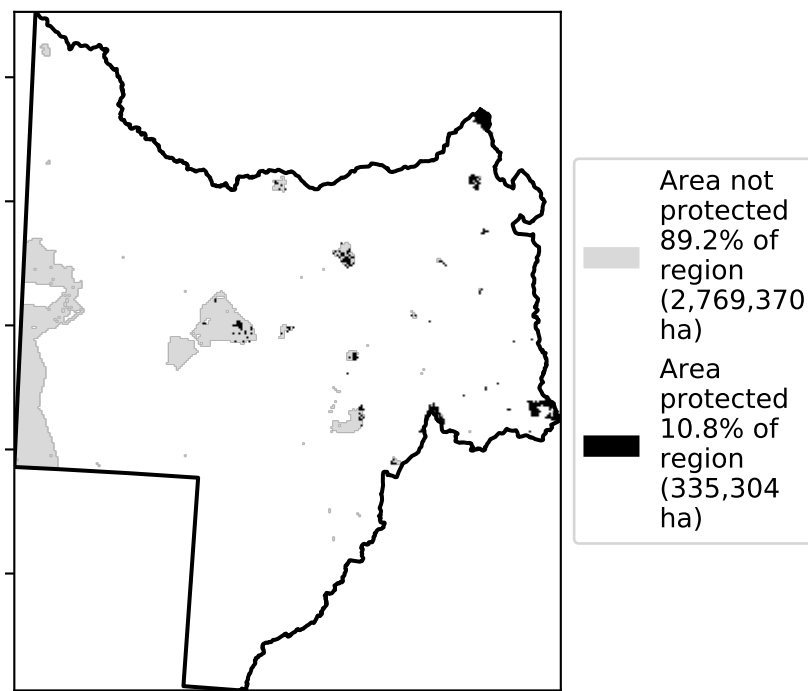 Area not
protected
89.2% of
region
(2,769,370
ha)
Area
protected
10.8% of
region
(335,304
ha)